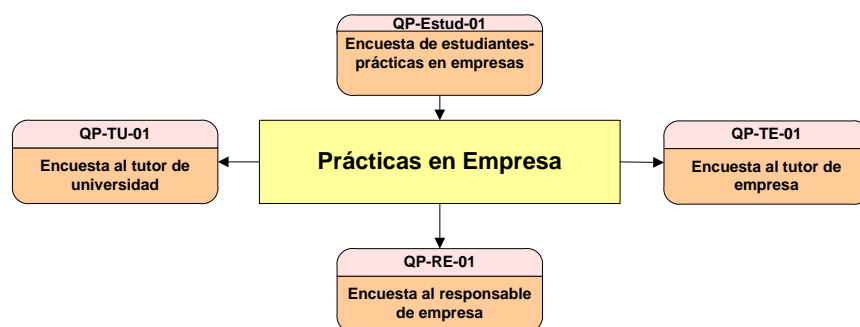 QP-Estud-01
Encuesta de estudiantes-
prácticas en empresas
QP-TU-01
Encuesta al tutor de
universidad
Prácticas en Empresa
QP-TE-01
Encuesta al tutor de
empresa
QP-RE-01
Encuesta al responsable
de empresa